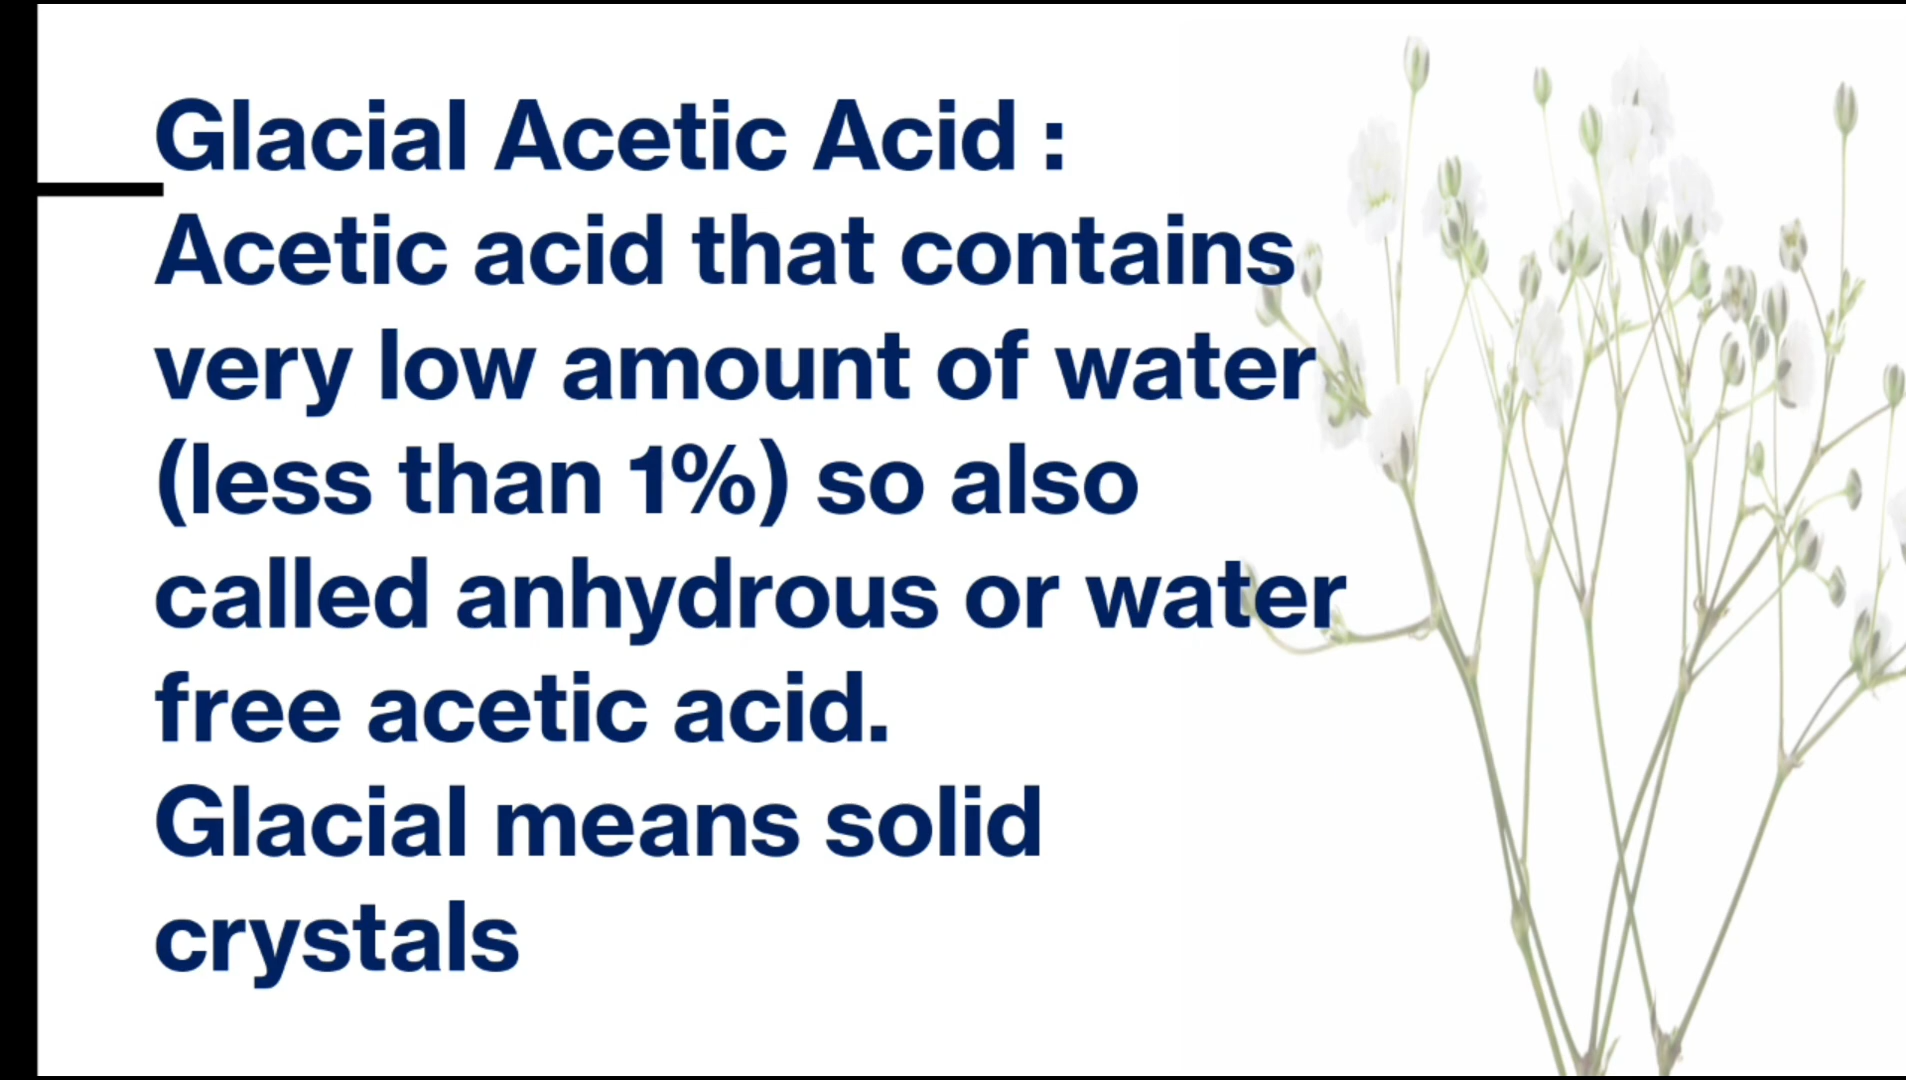 Glacial Acetic Acid :
Acetic acid that contains
very low amount of water
(less than 1%) so also
called anhydrous or water
free acetic acid.
Glacial means solid
crystals